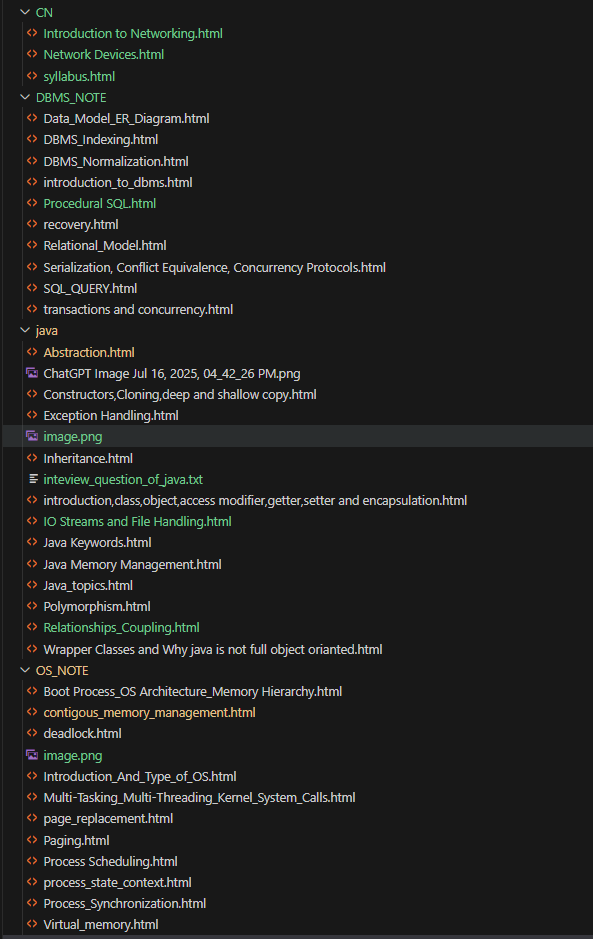 CN
Introduction to Networking.html
Network Devices.html
syllabus.html
DBMS_NOTE
Data_Model_ER_Diagram.html
DBMS_Indexing.html
DBMS_Normalization.html
introduction_to_dbms.html
Procedural SQL.html
recovery.html
Relational_Model.html
Serialization, Conflict Equivalence, Concurrency Protocols.html
SQL_QUERY.html
transactions and concurrency.html
java
Abstraction.html
ChatGPT Image Jul 16, 2025, 04_42_26 PM.png
Constructors,Cloning,deep and shallow copy.html
Exception Handling.html
image.png
Inheritance.html
inteview_question_of_java.txt
introduction,class,object,access modifier,getter,setter and encapsulation.html
IO Streams and File Handling.html
Java Keywords.html
Java Memory Management.html
Java_topics.html
Polymorphism.html
Relationships_Coupling.html
Wrapper Classes and Why java is not full object orianted.html
OS_NOTE
Boot Process_OS Architecture_Memory Hierarchy.html
contigous_memory_management.html
deadlock.html
image.png
Introduction_And_Type_of_OS.html
Multi-Tasking_Multi-Threading_Kernel_System_Calls.html
page_replacement.html
Paging.html
Process Scheduling.html
process_state_context.html
Process_Synchronization.html
Virtual_memory.html